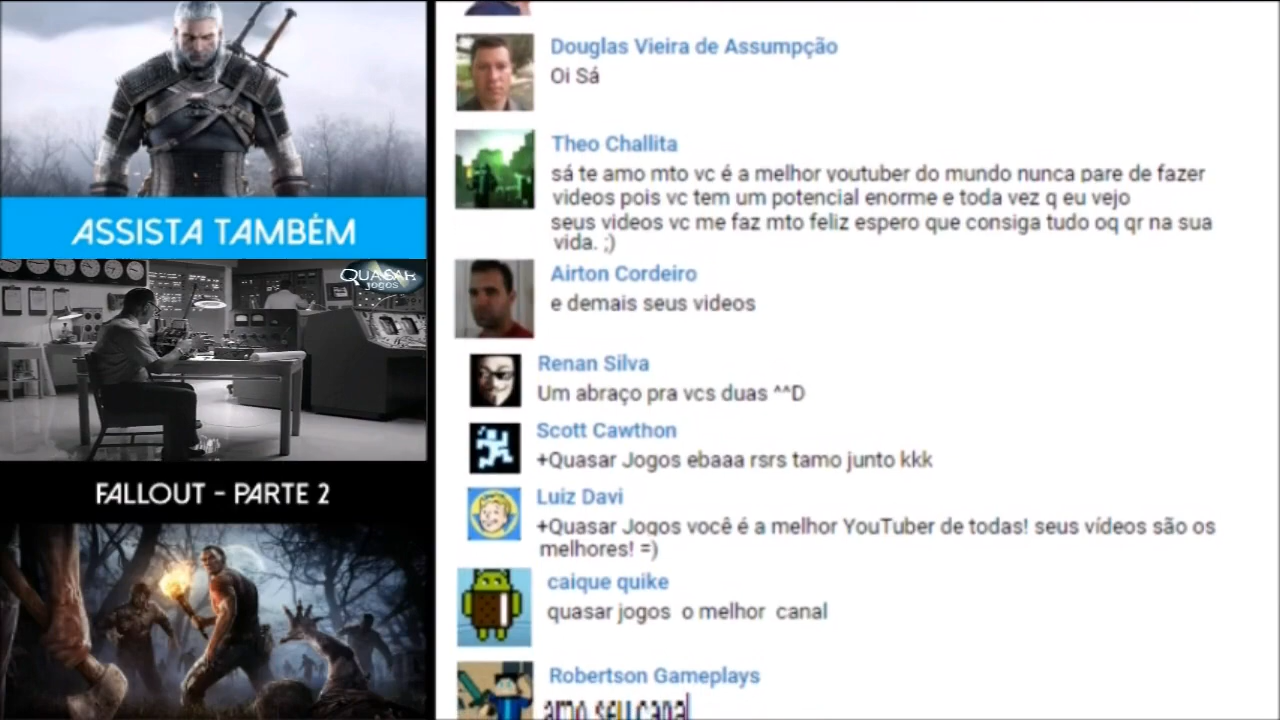 ASSISTA TAMBÉM
QUASAR
Jogos
FALLOUT - PARTE 2
Douglas Vieira de Assumpção
Oi Sá
Theo Challita
sá te amo mto vc é a melhor youtuber do mundo nunca pare de fazer
videos pois vc tem um potencial enorme e toda vez q eu vejo
seus videos vc me faz mto feliz espero que consiga tudo oq qr na sua
vida. ;)
Airton Cordeiro
e demais seus videos
Renan Silva
Um abraço pra vcs duas ^^D
Scott Cawthon
+Quasar Jogos ebaaa rsrs tamo junto kkk
Luiz Davi
+Quasar Jogos você é a melhor YouTuber de todas! seus vídeos são os
melhores! =)
caique quike
quasar jogos o melhor canal
Robertson Gameplays
amo seu canal